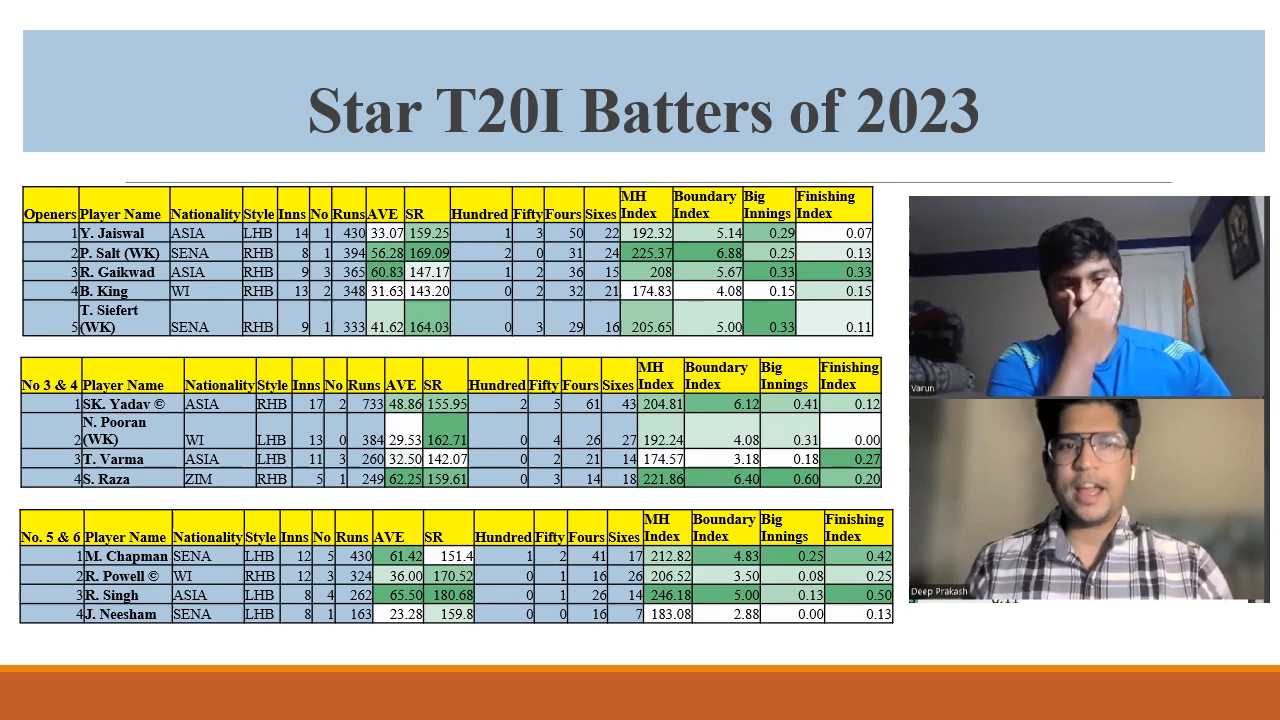 Star T20I Batters of 2023
Openers Player Name Nationality Style Inns No Runs AVE SR Hundred Fifty Fours Sixes MH Index Boundary Index Big Innings Finishing Index
1 Y. Jaiswal ASIA LHB 14 1 430 33.07 159.25 1 3 50 22 192.32 5.14 0.29 0.07
2 P. Salt (WK) SENA RHB 8 1 394 56.28 169.09 2 0 31 24 225.37 6.88 0.25 0.13
3 R. Gaikwad ASIA RHB 9 3 365 60.83 147.17 1 2 36 15 208 5.67 0.33 0.33
4 B. King WI RHB 13 2 348 31.63 143.20 0 2 32 21 174.83 4.08 0.15 0.15
5 T. Siefert (WK) SENA RHB 9 1 333 41.62 164.03 0 3 29 16 205.65 5.00 0.33 0.11
No 3 & 4 Player Name Nationality Style Inns No Runs AVE SR Hundred Fifty Fours Sixes MH Index Boundary Index Big Innings Finishing Index
1 SK. Yadav © ASIA RHB 17 2 733 48.86 155.95 2 5 61 43 204.81 6.12 0.41 0.12
2 N. Pooran (WK) WI LHB 13 0 384 29.53 162.71 0 4 26 27 192.24 4.08 0.31 0.00
3 T. Varma ASIA LHB 11 3 260 32.50 142.07 0 2 21 14 174.57 3.18 0.18 0.27
4 S. Raza ZIM RHB 5 1 249 62.25 159.61 0 3 14 18 221.86 6.40 0.60 0.20
No. 5 & 6 Player Name Nationality Style Inns No Runs AVE SR Hundred Fifty Fours Sixes MH Index Boundary Index Big Innings Finishing Index
1 M. Chapman SENA LHB 12 5 430 61.42 151.4 1 2 41 17 212.82 4.83 0.25 0.42
2 R. Powell © WI RHB 12 3 324 36.00 170.52 0 1 16 26 206.52 3.50 0.08 0.25
3 R. Singh ASIA LHB 8 4 262 65.50 180.68 0 1 26 14 246.18 5.00 0.13 0.50
4 J. Neesham SENA LHB 8 1 163 23.28 159.8 0 0 16 7 183.08 2.88 0.00 0.13
Varun
Deep Prakash